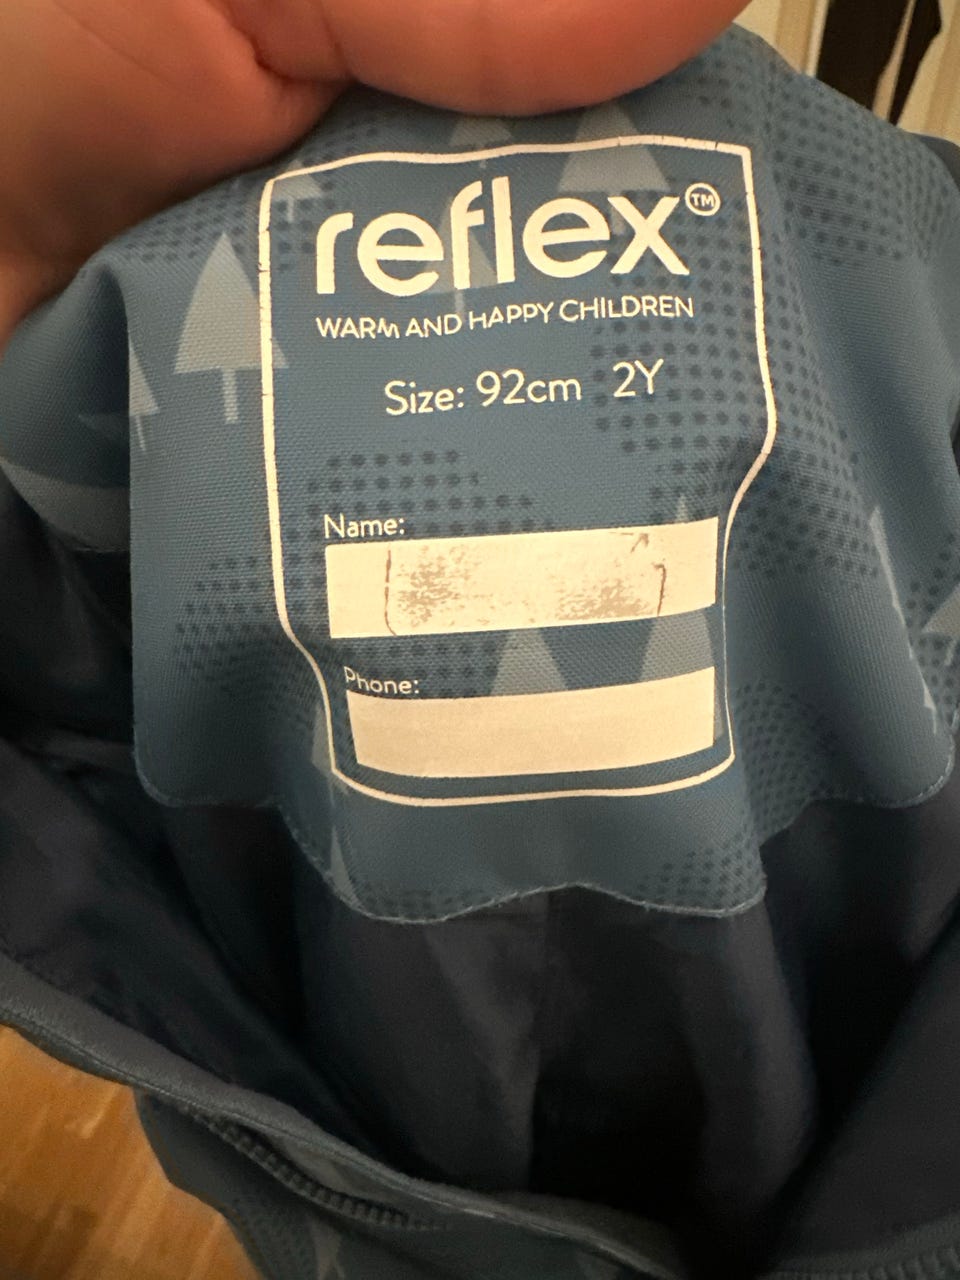 reflex™
WARM AND HAPPY CHILDREN
Size: 92cm 2Y
Name:
Phone: